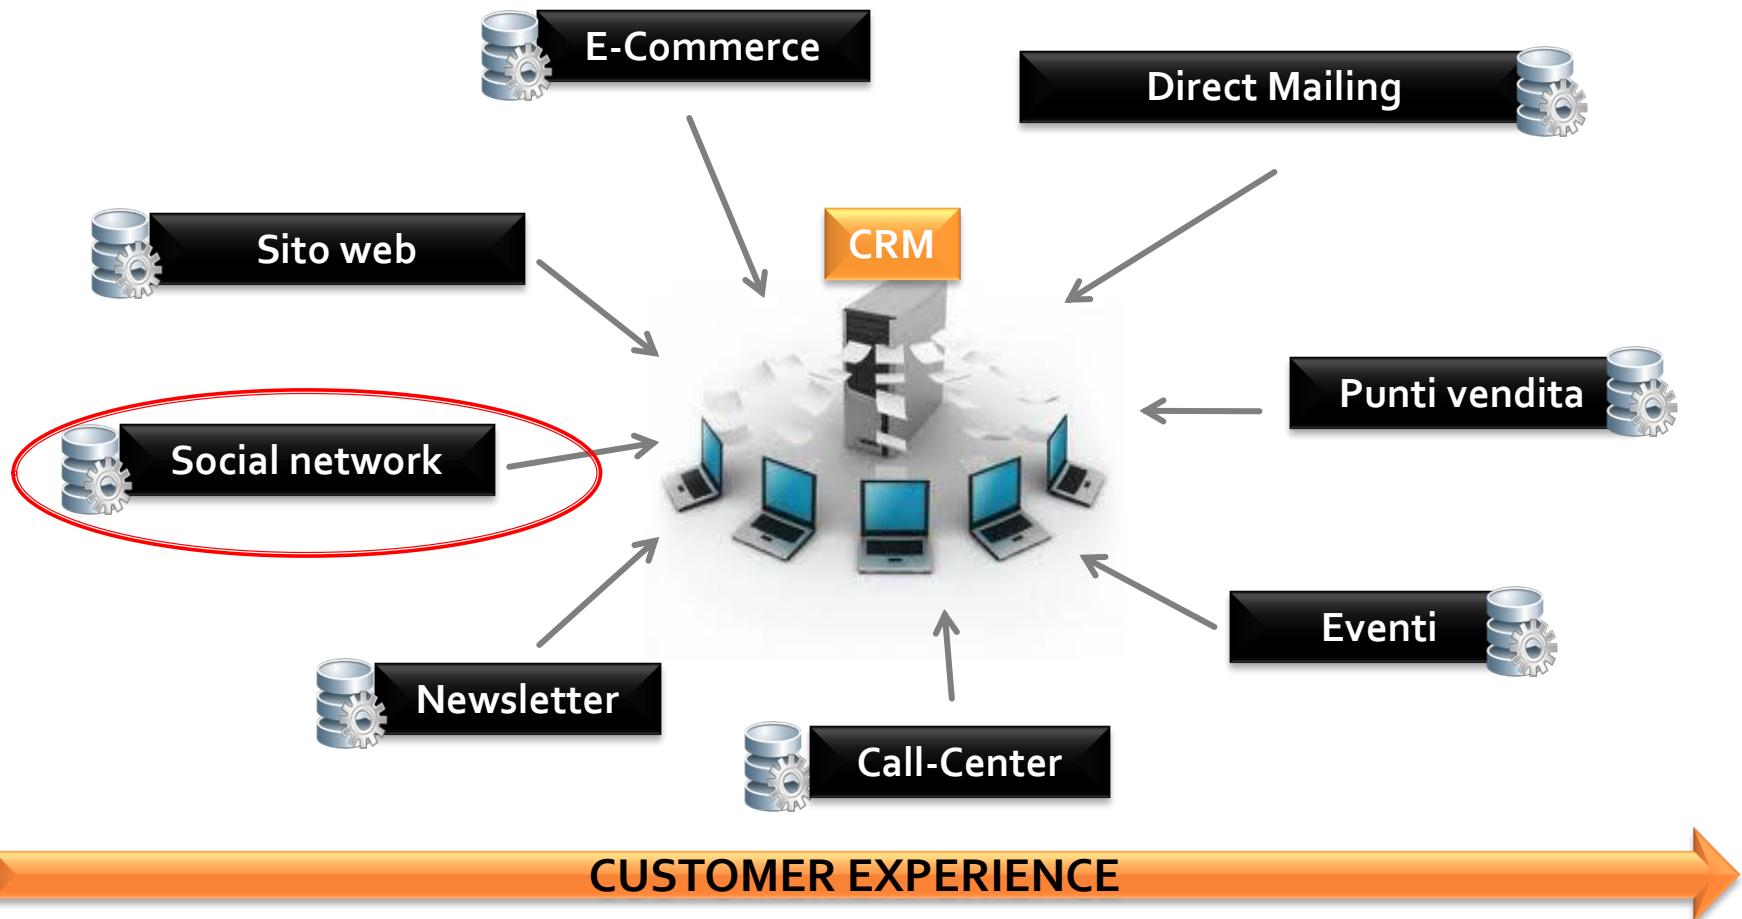 E-Commerce
Direct Mailing
CRM
Sito web
Punti vendita
Social network
Eventi
Newsletter
Call-Center
CUSTOMER EXPERIENCE